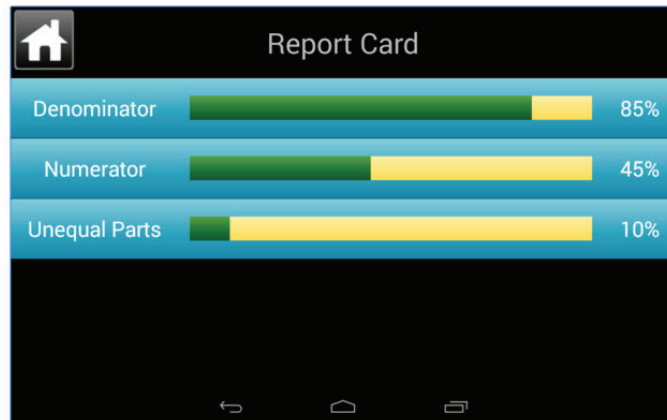 Report Card
Denominator 85%
Numerator 45%
Unequal Parts 10%